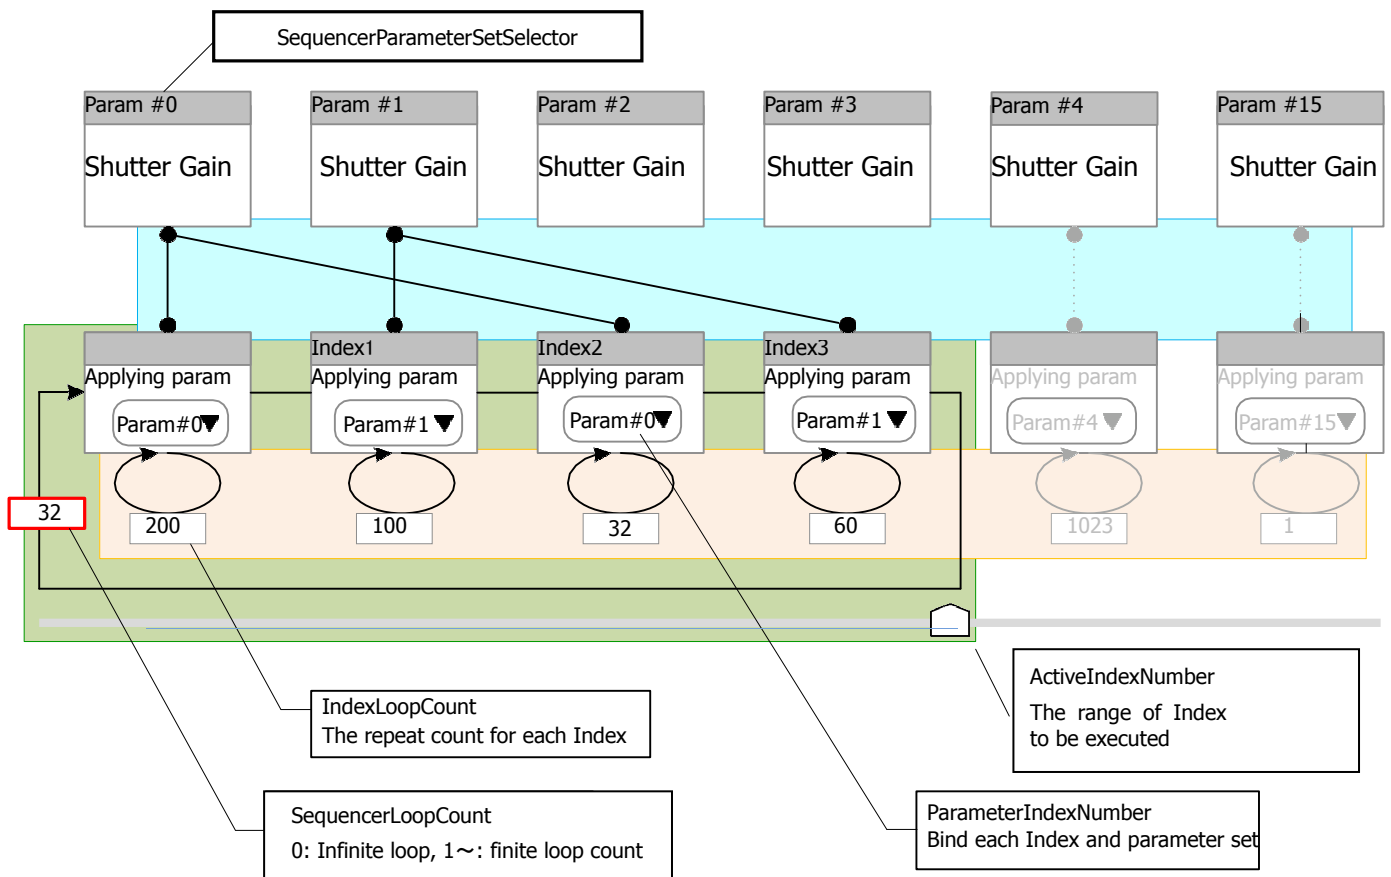 SequencerParameterSetSelector
Param #0
Param #1
Param #2
Param #3
Param #4
Param #15
Shutter Gain
Shutter Gain
Shutter Gain
Shutter Gain
Shutter Gain
Shutter Gain
Index1
Index2
Index3
Applying param
Applying param
Applying param
Applying param
Applying param
Applying param
Param#0▼
Param#1▼
Param#0▼
Param#1▼
Param#4▼
Param#15▼
32
200
100
32
60
1023
1
ActiveIndexNumber
The range of Index
to be executed
IndexLoopCount
The repeat count for each Index
SequencerLoopCount
0: Infinite loop, 1～: finite loop count
ParameterIndexNumber
Bind each Index and parameter set